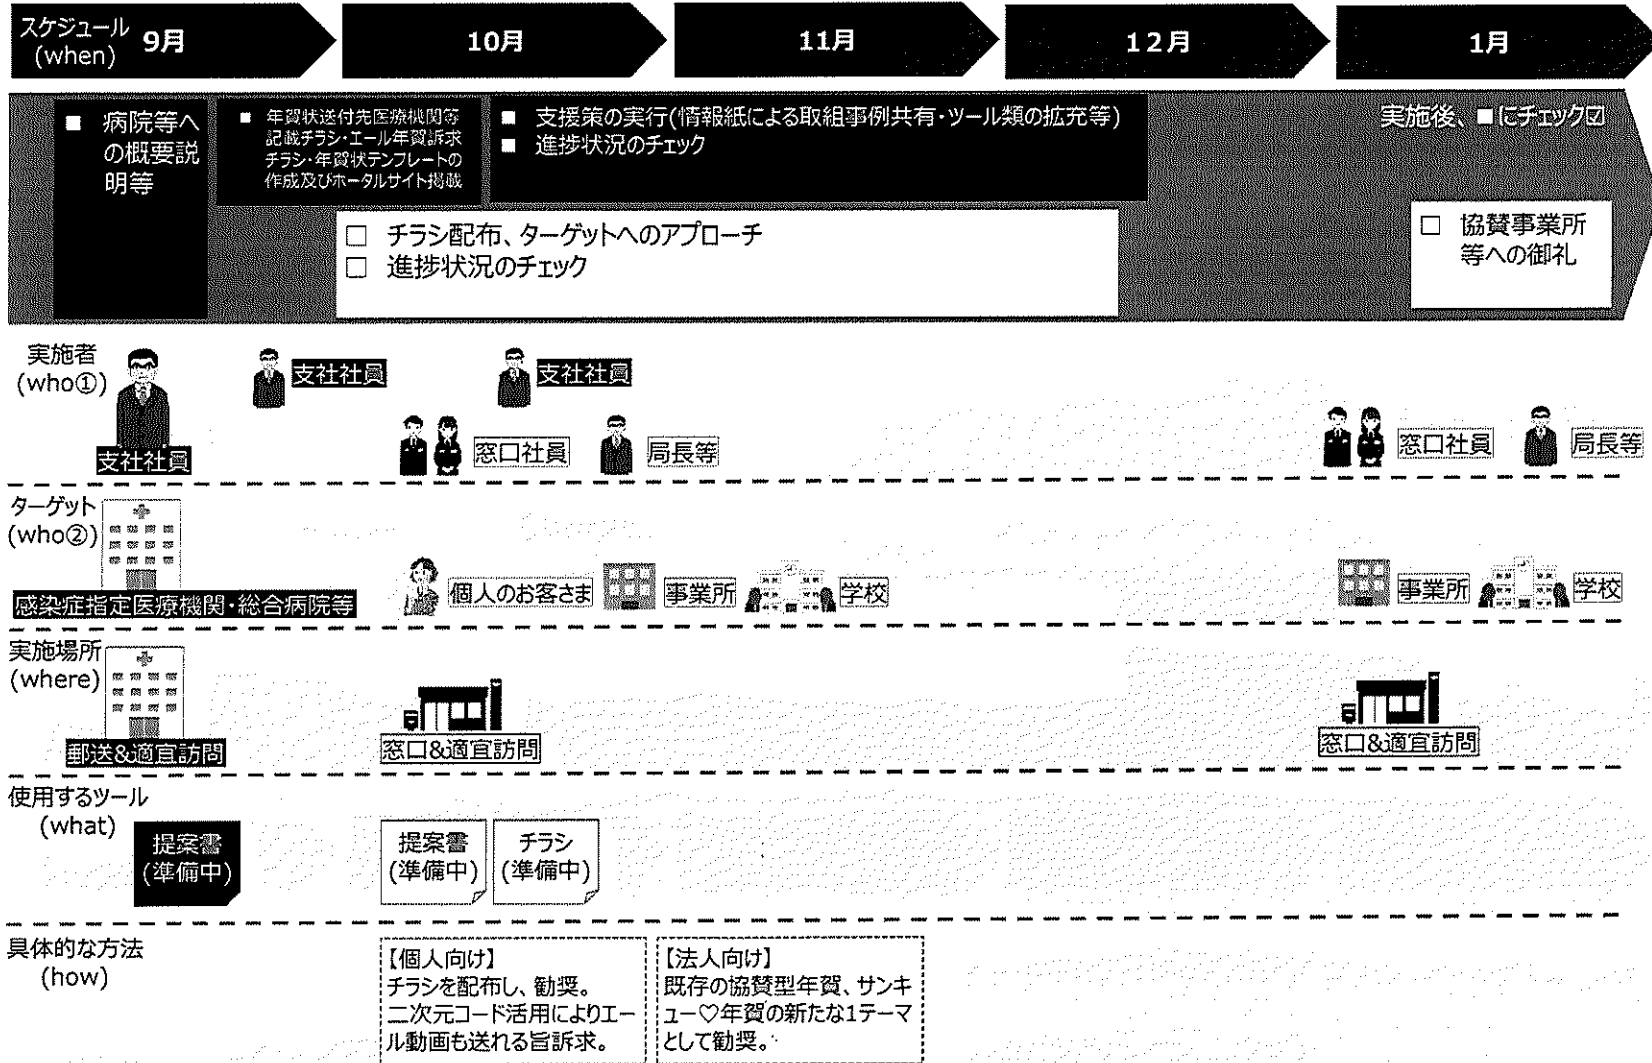 スケジュール
(when)
9月
10月
11月
12月
1月
■ 病院等へ
の概要説
明等
■ 年賀状送付先医療機関等
記載チラシ・エール年賀訴求
チラシ・年賀状テンプレートの
作成及びポータルサイト掲載
■ 支援策の実行(情報紙による取組事例共有・ツール類の拡充等)
■ 進捗状況のチェック
実施後、■にチェック☑
□ チラシ配布、ターゲットへのアプローチ
□ 進捗状況のチェック
□ 協賛事業所
等への御礼
実施者
(who①)
支社社員
支社社員
支社社員
窓口社員
局長等
窓口社員
局長等
ターゲット
(who②)
感染症指定医療機関・総合病院等
個人のお客さま
事業所
学校
事業所
学校
実施場所
(where)
郵送&適宜訪問
窓口&適宜訪問
窓口&適宜訪問
使用するツール
(what)
提案書
(準備中)
提案書
(準備中)
チラシ
(準備中)
具体的な方法
(how)
【個人向け】
チラシを配布し、勧奨。
二次元コード活用によりエー
ル動画も送れる旨訴求。
【法人向け】
既存の協賛型年賀、サンキ
ュー♡年賀の新たな1テーマ
として勧奨。